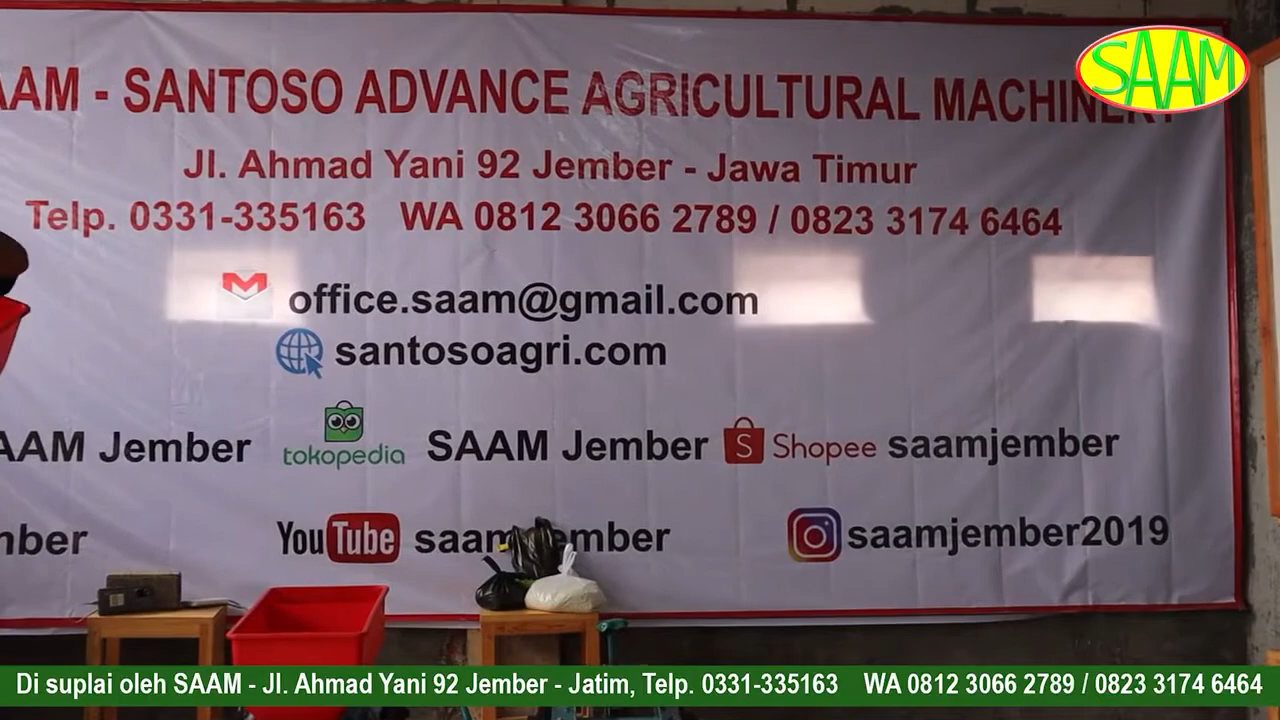 SAAM
AAM - SANTOSO ADVANCE AGRICULTURAL MACHINERY
Jl. Ahmad Yani 92 Jember - Jawa Timur
Telp. 0331-335163 WA 0812 3066 2789 / 0823 3174 6464
office.saam@gmail.com
santosoagri.com
AAM Jember tokopedia SAAM Jember S Shopee saamjember
mber YouTube saamjember saamjember2019
Di suplai oleh SAAM - Jl. Ahmad Yani 92 Jember - Jatim, Telp. 0331-335163 WA 0812 3066 2789 / 0823 3174 6464